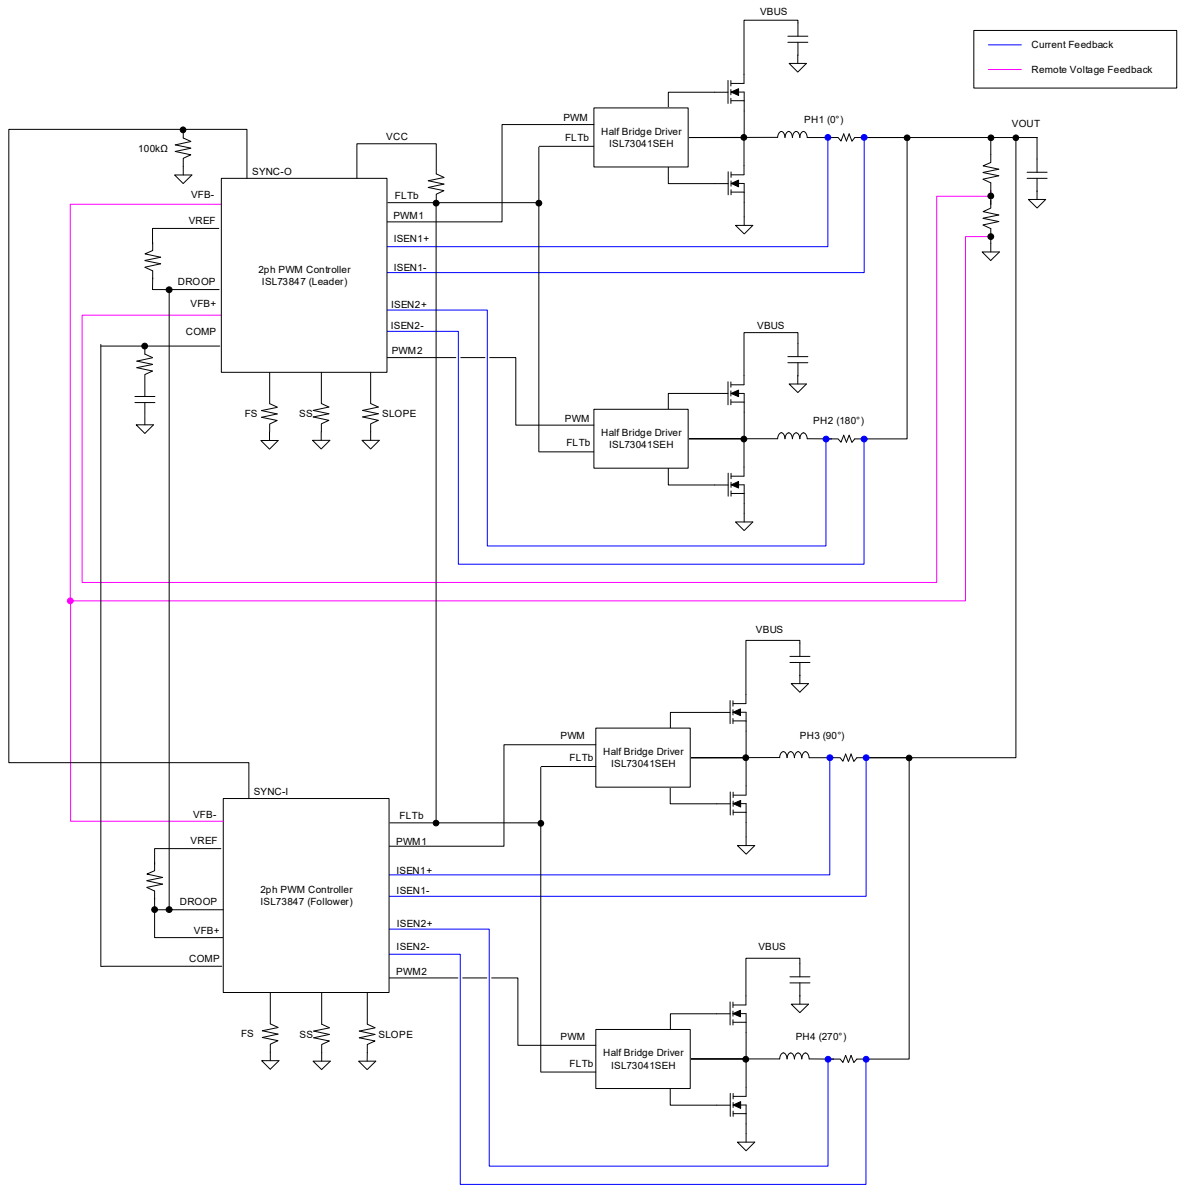 VBUS
Current Feedback
Remote Voltage Feedback
PH1 (0°)
VOUT
PWM
FLTb
Half Bridge Driver
ISL73041SEH
VCC
100kΩ
SYNC-O
VFB-
VREF
DROOP
VFB+
COMP
2ph PWM Controller
ISL73847 (Leader)
FLTb
PWM1
ISEN1+
ISEN1-
ISEN2+
ISEN2-
PWM2
FS
SS
SLOPE
VBUS
PH2 (180°)
PWM
FLTb
Half Bridge Driver
ISL73041SEH
VBUS
PH3 (90°)
PWM
FLTb
Half Bridge Driver
ISL73041SEH
SYNC-I
VFB-
VREF
DROOP
VFB+
COMP
2ph PWM Controller
ISL73847 (Follower)
FLTb
PWM1
ISEN1+
ISEN1-
ISEN2+
ISEN2-
PWM2
FS
SS
SLOPE
VBUS
PH4 (270°)
PWM
FLTb
Half Bridge Driver
ISL73041SEH